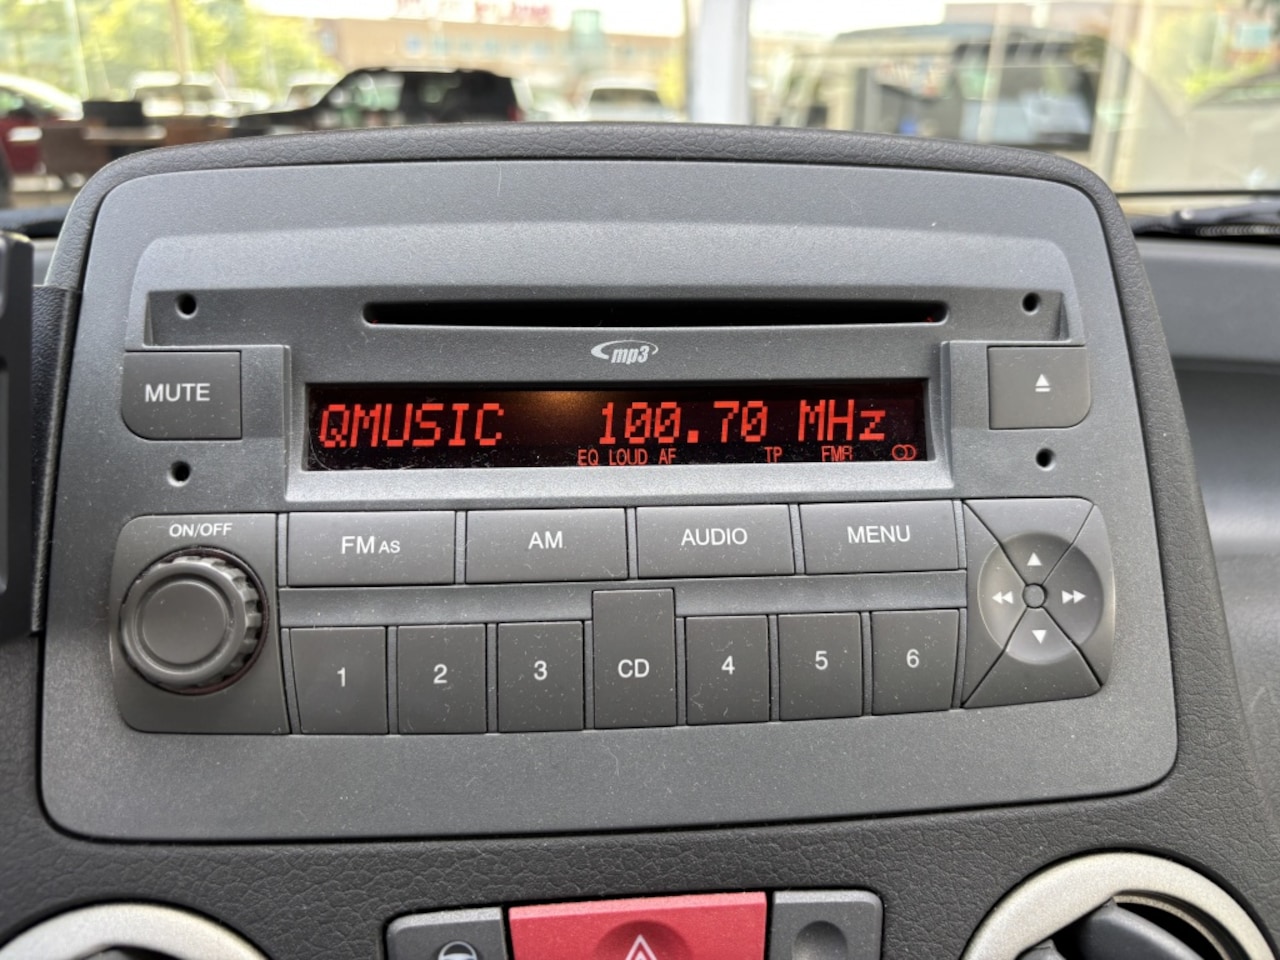 mp3
MUTE
QMUSIC 100.70 MHz
EQ LOUD AF TP FMR
ON/OFF
FM AS AM AUDIO MENU
1 2 3 CD 4 5 6